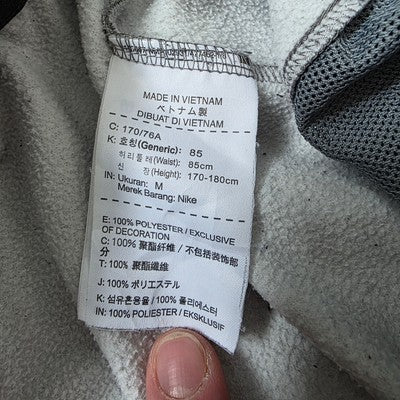 MADE IN VIETNAM
ベトナム製
DIBUAT DI VIETNAM
C: 170/76A
K: 호칭(Generic): 85
허리둘레(Waist): 85cm
신 장(Height): 170-180cm
IN: Ukuran: M
Merek Barang: Nike
E: 100% POLYESTER / EXCLUSIVE
OF DECORATION
C: 100% 聚酯纤维 / 不包括装饰部
分
T: 100% 聚酯纖維
J: 100% ポリエステル
K: 섬유혼용율 / 100% 폴리에스터
IN: 100% POLIESTER / EKSKLUSIF